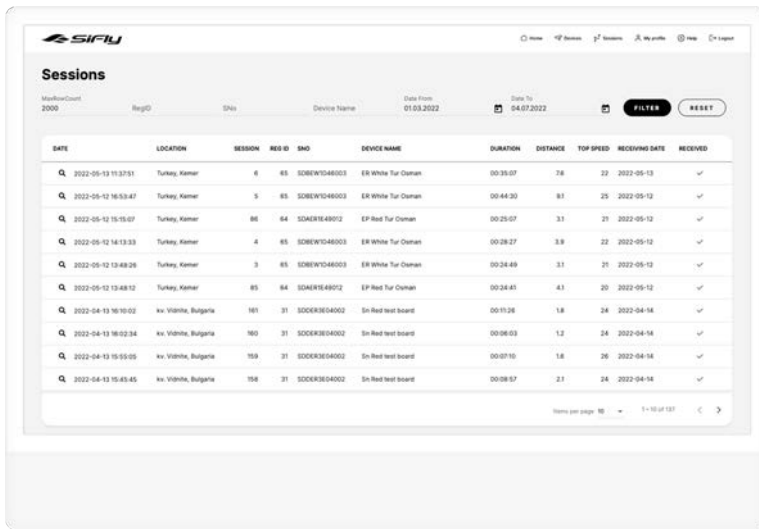 SiFly
Home Devices Sessions My profile Help Logout
Sessions
MaxRowCount Date From Date To
2000 RegID SNo Device Name 01.03.2022 04.07.2022 FILTER RESET
DATE LOCATION SESSION REG ID SNO DEVICE NAME DURATION DISTANCE TOP SPEED RECEIVING DATE RECEIVED
2022-05-13 11:37:51 Turkey, Kemer 6 65 SDBEW1D46003 ER White Tur Osman 00:35:07 7.6 22 2022-05-13
2022-05-12 16:53:47 Turkey, Kemer 5 65 SDBEW1D46003 ER White Tur Osman 00:44:30 9.1 25 2022-05-12
2022-05-12 15:15:07 Turkey, Kemer 86 64 SDAER1E49012 EP Red Tur Osman 00:25:07 3.1 21 2022-05-12
2022-05-12 14:13:33 Turkey, Kemer 4 65 SDBEW1D46003 ER White Tur Osman 00:28:27 3.9 22 2022-05-12
2022-05-12 13:48:26 Turkey, Kemer 3 65 SDBEW1D46003 ER White Tur Osman 00:24:49 3.1 21 2022-05-12
2022-05-12 13:48:12 Turkey, Kemer 85 64 SDAER1E49012 EP Red Tur Osman 00:24:41 4.1 20 2022-05-12
2022-04-13 16:10:02 kv. Vidnite, Bulgaria 161 31 SDDER3E04002 Sn Red test board 00:11:26 1.8 24 2022-04-14
2022-04-13 16:02:34 kv. Vidnite, Bulgaria 160 31 SDDER3E04002 Sn Red test board 00:06:03 1.2 24 2022-04-14
2022-04-13 15:55:05 kv. Vidnite, Bulgaria 159 31 SDDER3E04002 Sn Red test board 00:07:10 1.6 26 2022-04-14
2022-04-13 15:45:45 kv. Vidnite, Bulgaria 158 31 SDDER3E04002 Sn Red test board 00:08:57 2.1 24 2022-04-14
Items per page 10 1 – 10 of 137